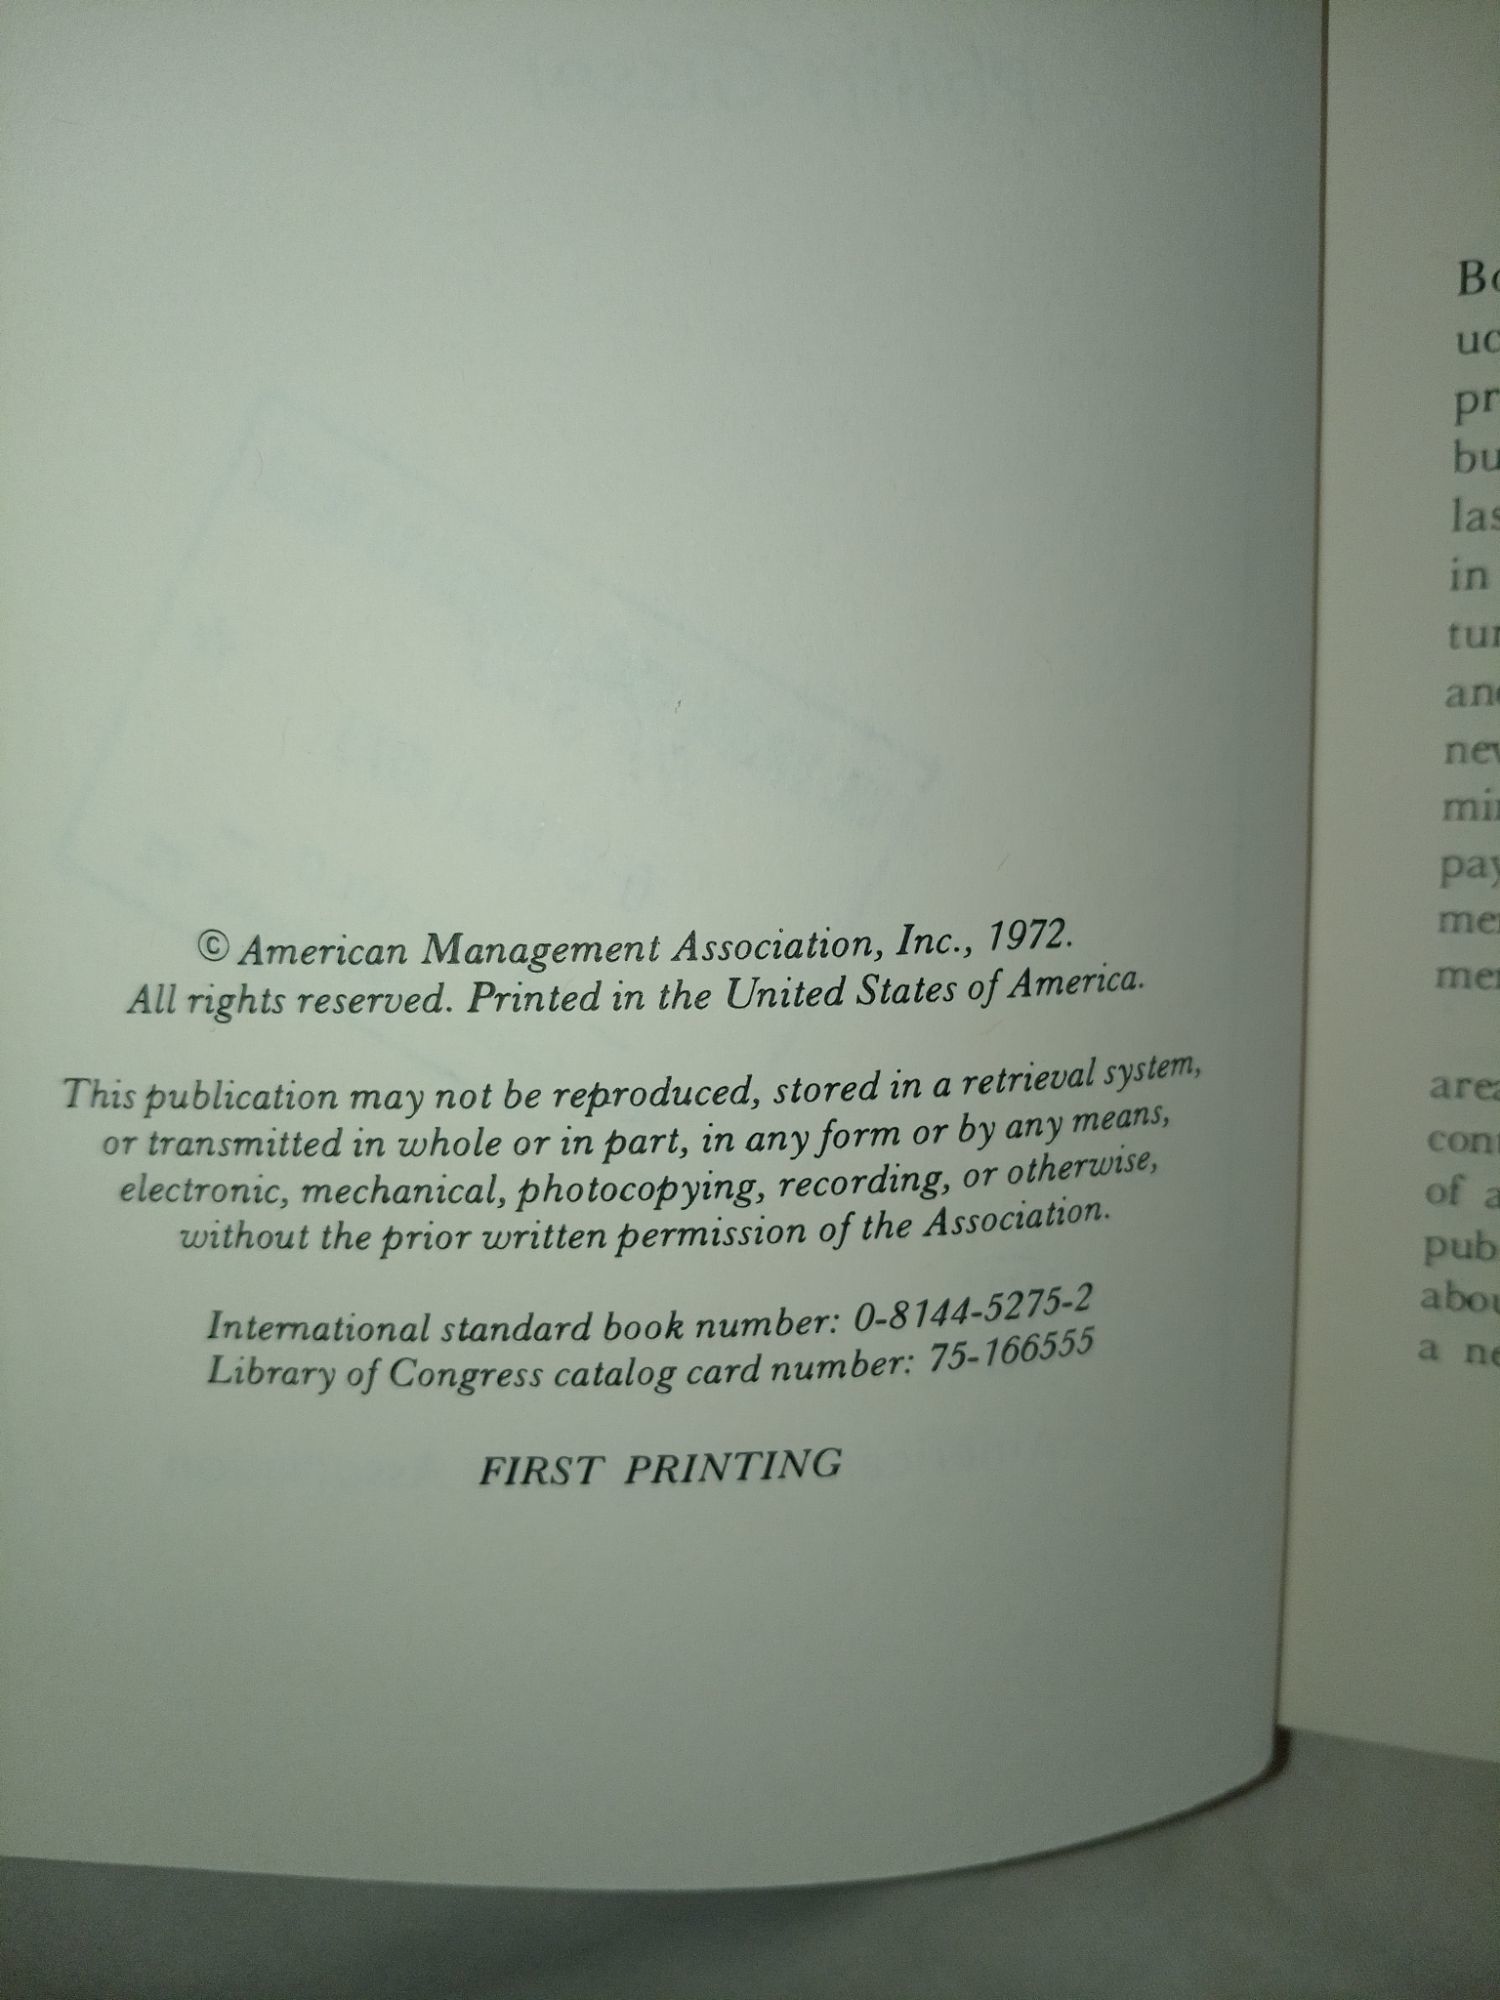 © American Management Association, Inc., 1972.
All rights reserved. Printed in the United States of America.
This publication may not be reproduced, stored in a retrieval system,
or transmitted in whole or in part, in any form or by any means,
electronic, mechanical, photocopying, recording, or otherwise,
without the prior written permission of the Association.
International standard book number: 0-8144-5275-2
Library of Congress catalog card number: 75-166555
FIRST PRINTING
in
of a
a